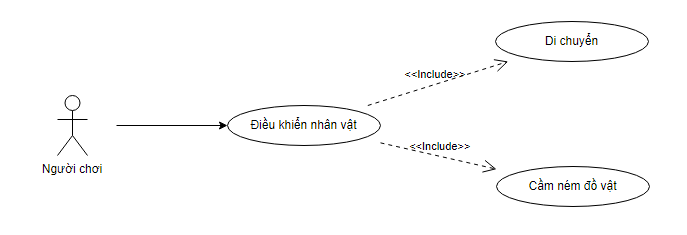 Di chuyển
<<Include>>
Điều khiển nhân vật
<<Include>>
Người chơi
Cầm ném đồ vật